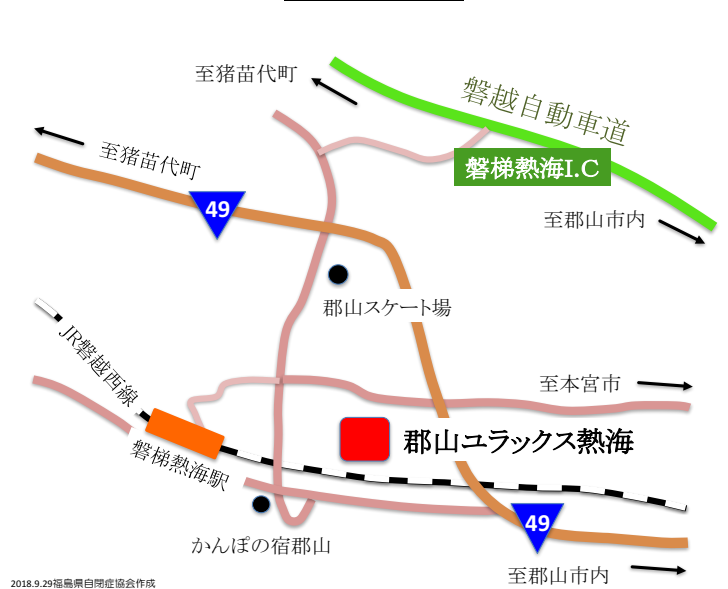 至猪苗代町
磐越自動車道
至猪苗代町
磐梯熱海I.C
49
至郡山市内
郡山スケート場
JR磐越西線
至本宮市
郡山ユラックス熱海
磐梯熱海駅
49
かんぽの宿郡山
至郡山市内
2018.9.29福島県自閉症協会作成